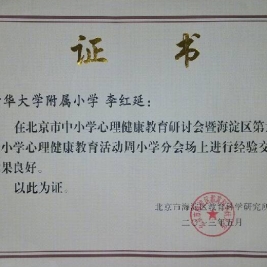 证书
华大学附属小学 李红延：
在北京市中小学心理健康教育研讨会暨海淀区第
小学心理健康教育活动周小学分会场上进行经验交
果良好。
以此为证。
北京市海淀区教育科学研究所
二〇一三年五月